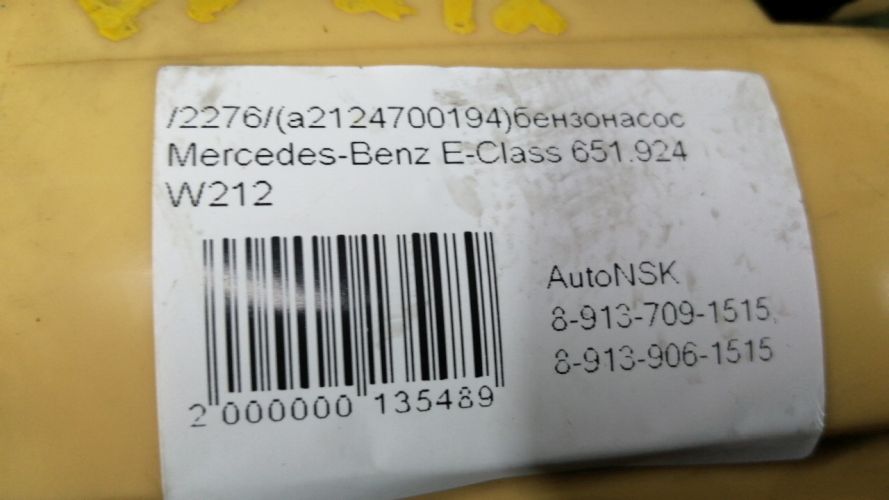 /2276/(a2124700194)бензонасос
Mercedes-Benz E-Class 651.924
W212
AutoNSK
8-913-709-1515,
8-913-906-1515
2 000000 135489